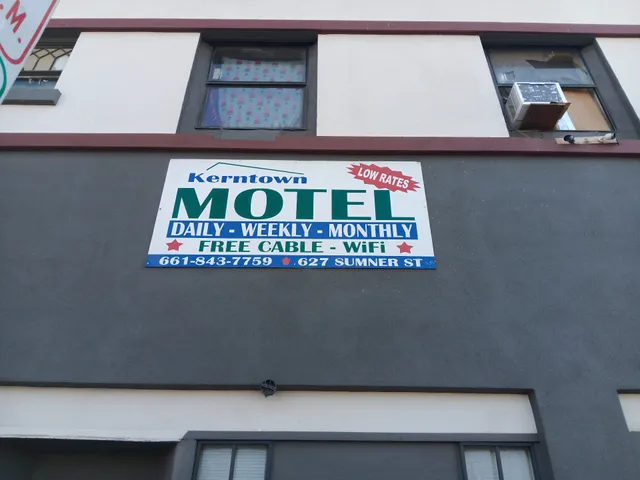 .M.
Kerntown
LOW RATES
MOTEL
DAILY - WEEKLY - MONTHLY
FREE CABLE - WiFi
661-843-7759 627 SUMNER ST